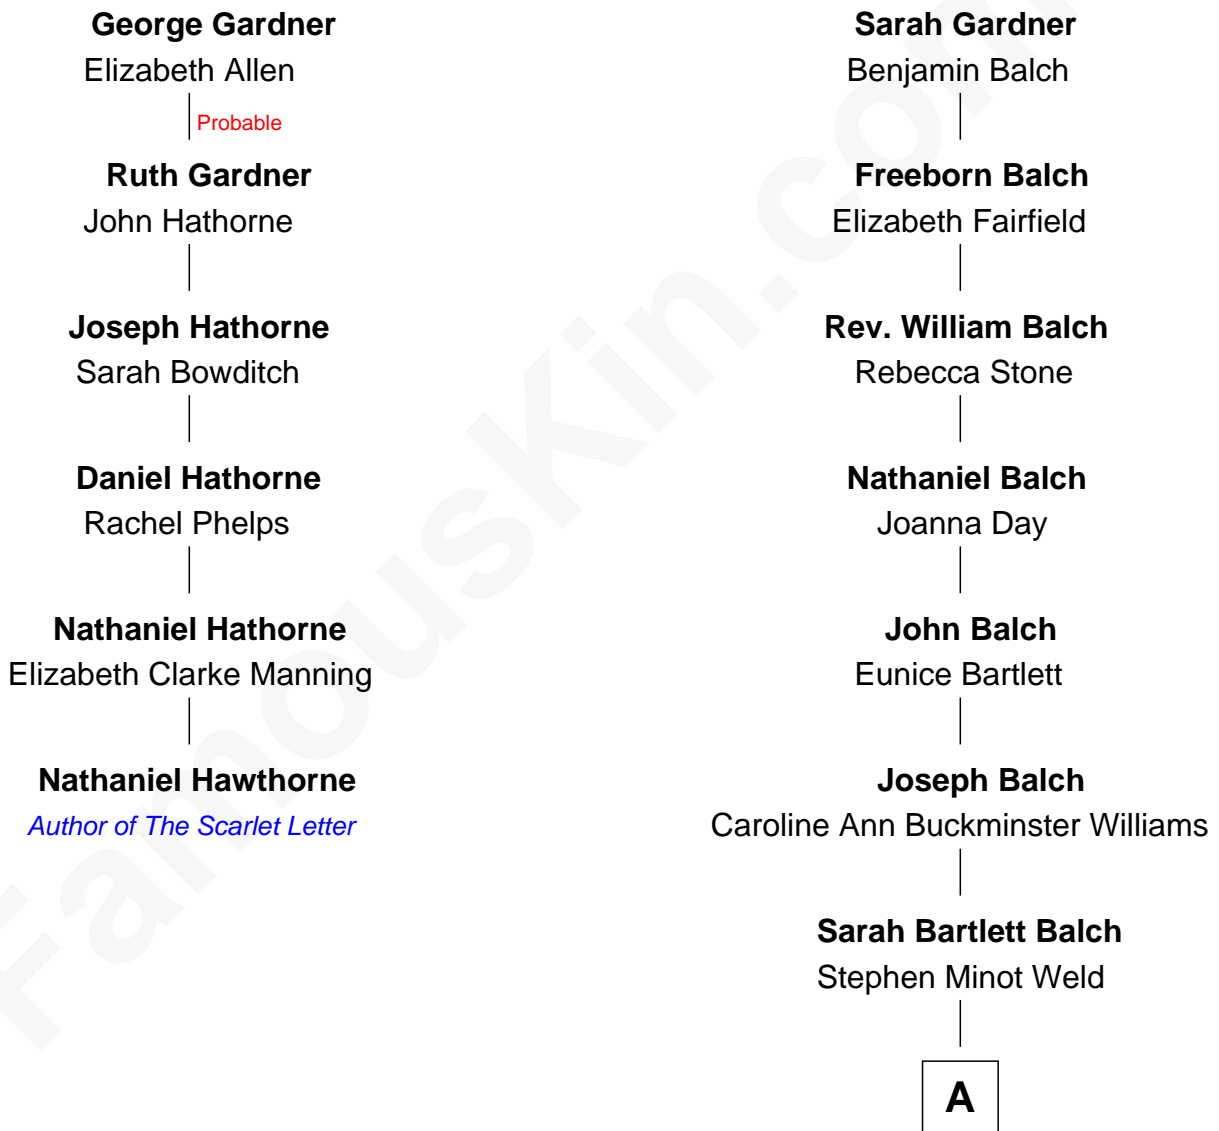 George Gardner
Elizabeth Allen
Probable
Ruth Gardner
John Hathorne
Joseph Hathorne
Sarah Bowditch
Daniel Hathorne
Rachel Phelps
Nathaniel Hathorne
Elizabeth Clarke Manning
Nathaniel Hawthorne
Author of The Scarlet Letter
Sarah Gardner
Benjamin Balch
Freeborn Balch
Elizabeth Fairfield
Rev. William Balch
Rebecca Stone
Nathaniel Balch
Joanna Day
John Balch
Eunice Bartlett
Joseph Balch
Caroline Ann Buckminster Williams
Sarah Bartlett Balch
Stephen Minot Weld
A
FamousKin.com